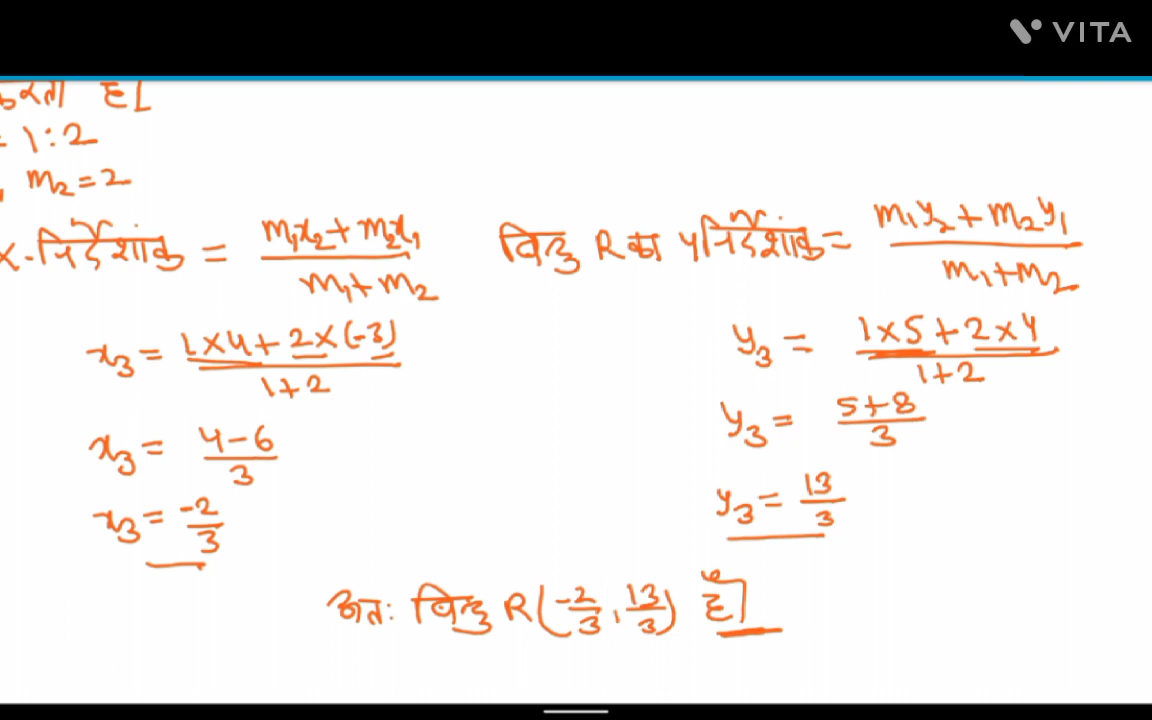 VITA
करता है।
= 1:2
, m₂ = 2
x-निर्देशांक = (m₁x₂ + m₂x₁)/(m₁ + m₂)
बिन्दु R का y निर्देशांक = (m₁y₂ + m₂y₁)/(m₁ + m₂)
x₃ = (1×4 + 2×(-3))/(1+2)
y₃ = (1×5 + 2×4)/(1+2)
x₃ = (4-6)/3
y₃ = (5+8)/3
x₃ = -2/3
y₃ = 13/3
अतः बिन्दु R(-2/3, 13/3) है।